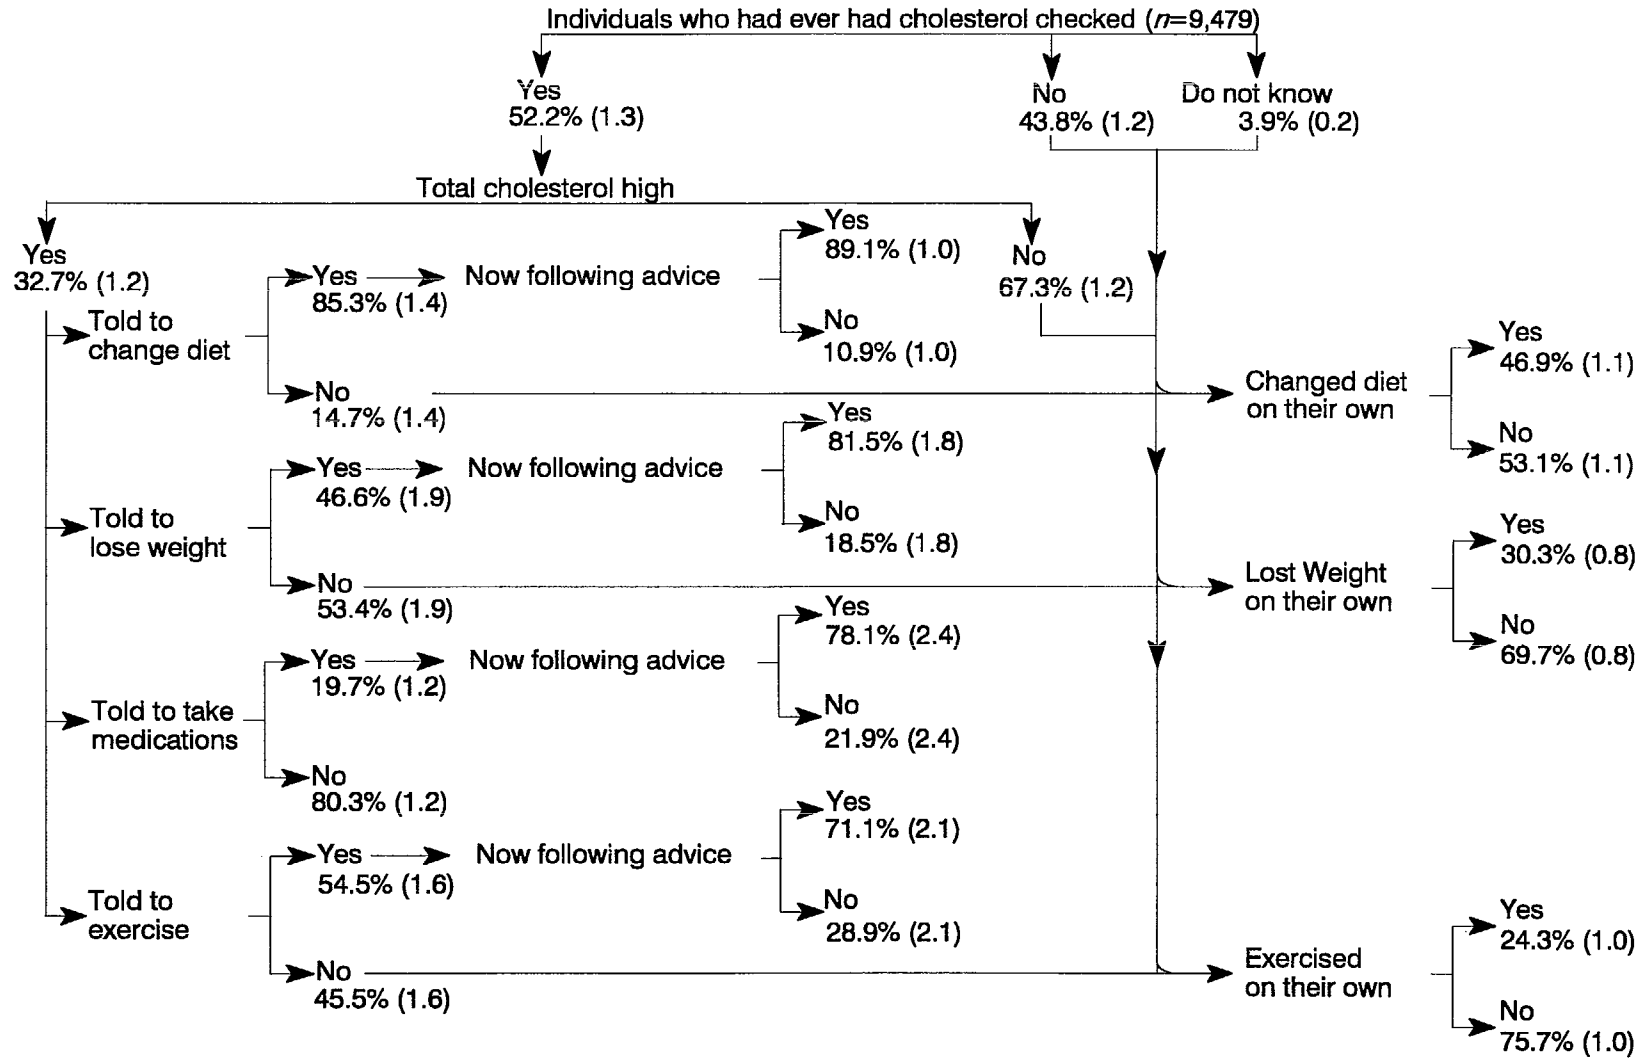 Individuals who had ever had cholesterol checked (n=9,479)
Yes
52.2% (1.3)
No
43.8% (1.2)
Do not know
3.9% (0.2)
Total cholesterol high
Yes
32.7% (1.2)
No
67.3% (1.2)
Told to
change diet
Yes
85.3% (1.4)
Now following advice
Yes
89.1% (1.0)
No
10.9% (1.0)
No
14.7% (1.4)
Changed diet
on their own
Yes
46.9% (1.1)
No
53.1% (1.1)
Told to
lose weight
Yes
46.6% (1.9)
Now following advice
Yes
81.5% (1.8)
No
18.5% (1.8)
No
53.4% (1.9)
Lost Weight
on their own
Yes
30.3% (0.8)
No
69.7% (0.8)
Told to take
medications
Yes
19.7% (1.2)
Now following advice
Yes
78.1% (2.4)
No
21.9% (2.4)
No
80.3% (1.2)
Told to
exercise
Yes
54.5% (1.6)
Now following advice
Yes
71.1% (2.1)
No
28.9% (2.1)
No
45.5% (1.6)
Exercised
on their own
Yes
24.3% (1.0)
No
75.7% (1.0)